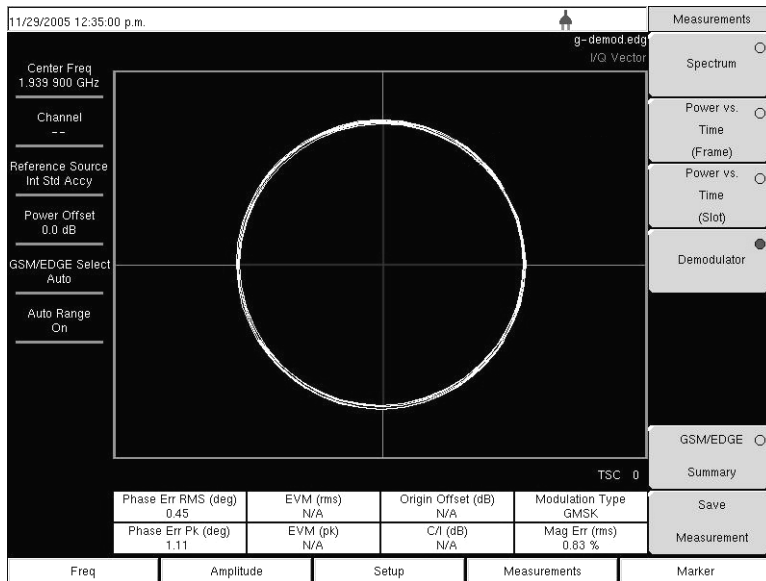 11/29/2005 12:35:00 p.m.
Measurements
g-demod.edg
I/Q Vector
Center Freq
1.939 900 GHz
Channel
--
Reference Source
Int Std Accy
Power Offset
0.0 dB
GSM/EDGE Select
Auto
Auto Range
On
Spectrum
Power vs.
Time
(Frame)
Power vs.
Time
(Slot)
Demodulator
GSM/EDGE
Summary
Save
Measurement
TSC 0
Phase Err RMS (deg)
0.45
EVM (rms)
N/A
Origin Offset (dB)
N/A
Modulation Type
GMSK
Phase Err Pk (deg)
1.11
EVM (pk)
N/A
C/I (dB)
N/A
Mag Err (rms)
0.83 %
Freq
Amplitude
Setup
Measurements
Marker